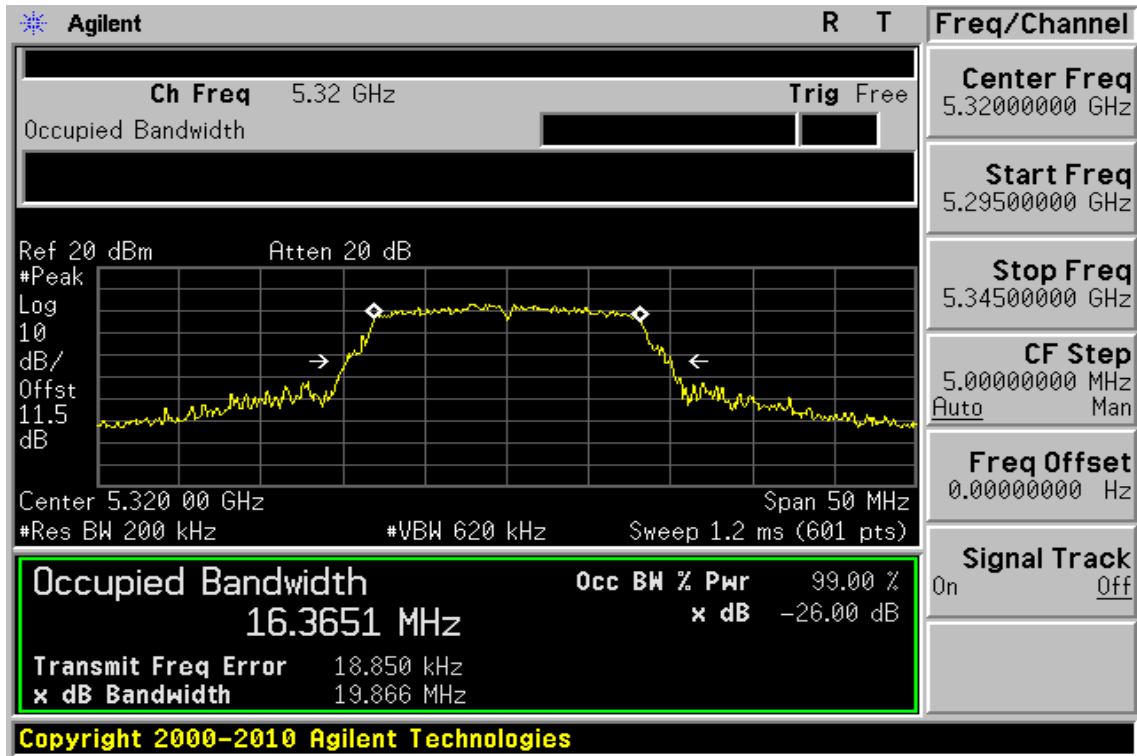 Agilent R T
Ch Freq 5.32 GHz Trig Free
Occupied Bandwidth
Ref 20 dBm Atten 20 dB
#Peak
Log
10
dB/
Offst
11.5
dB
Center 5.320 00 GHz Span 50 MHz
#Res BW 200 kHz #VBW 620 kHz Sweep 1.2 ms (601 pts)
Occupied Bandwidth Occ BW % Pwr 99.00 %
16.3651 MHz x dB -26.00 dB
Transmit Freq Error 18.850 kHz
x dB Bandwidth 19.866 MHz
Copyright 2000-2010 Agilent Technologies
Freq/Channel
Center Freq
5.32000000 GHz
Start Freq
5.29500000 GHz
Stop Freq
5.34500000 GHz
CF Step
5.00000000 MHz
Auto Man
Freq Offset
0.00000000 Hz
Signal Track
On Off